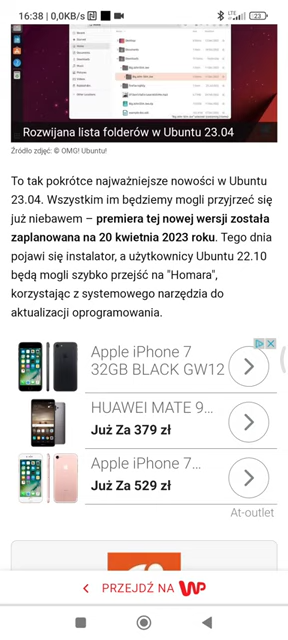 16:38 | 0,0KB/s
LTE
23
Rozwijana lista folderów w Ubuntu 23.04
Źródło zdjęć: © OMG! Ubuntu!
To tak pokrótce najważniejsze nowości w Ubuntu
23.04. Wszystkim im będziemy mogli przyjrzeć się
już niebawem – premiera tej nowej wersji została
zaplanowana na 20 kwietnia 2023 roku. Tego dnia
pojawi się instalator, a użytkownicy Ubuntu 22.10
będą mogli szybko przejść na "Homara",
korzystając z systemowego narzędzia do
aktualizacji oprogramowania.
Apple iPhone 7
32GB BLACK GW12
HUAWEI MATE 9...
Już Za 379 zł
Apple iPhone 7...
Już Za 529 zł
At-outlet
PRZEJDŹ NA WP